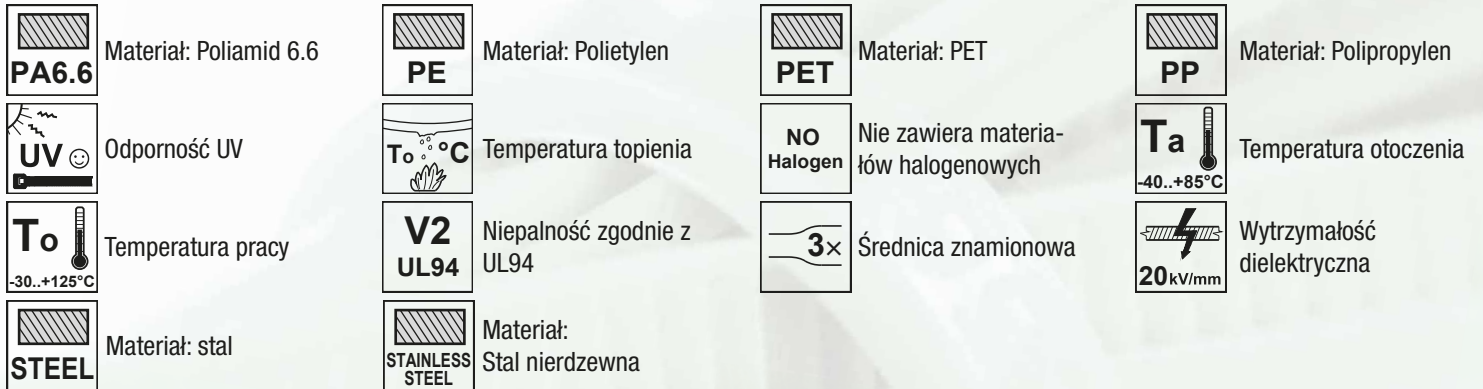 PA6.6
Materiał: Poliamid 6.6
PE
Materiał: Polietylen
PET
Materiał: PET
PP
Materiał: Polipropylen
UV
Odporność UV
To °C
Temperatura topienia
NO
Halogen
Nie zawiera materia-
łów halogenowych
Ta
-40..+85°C
Temperatura otoczenia
To
-30..+125°C
Temperatura pracy
V2
UL94
Niepalność zgodnie z
UL94
3×
Średnica znamionowa
20 kV/mm
Wytrzymałość
dielektryczna
STEEL
Materiał: stal
STAINLESS
STEEL
Materiał:
Stal nierdzewna